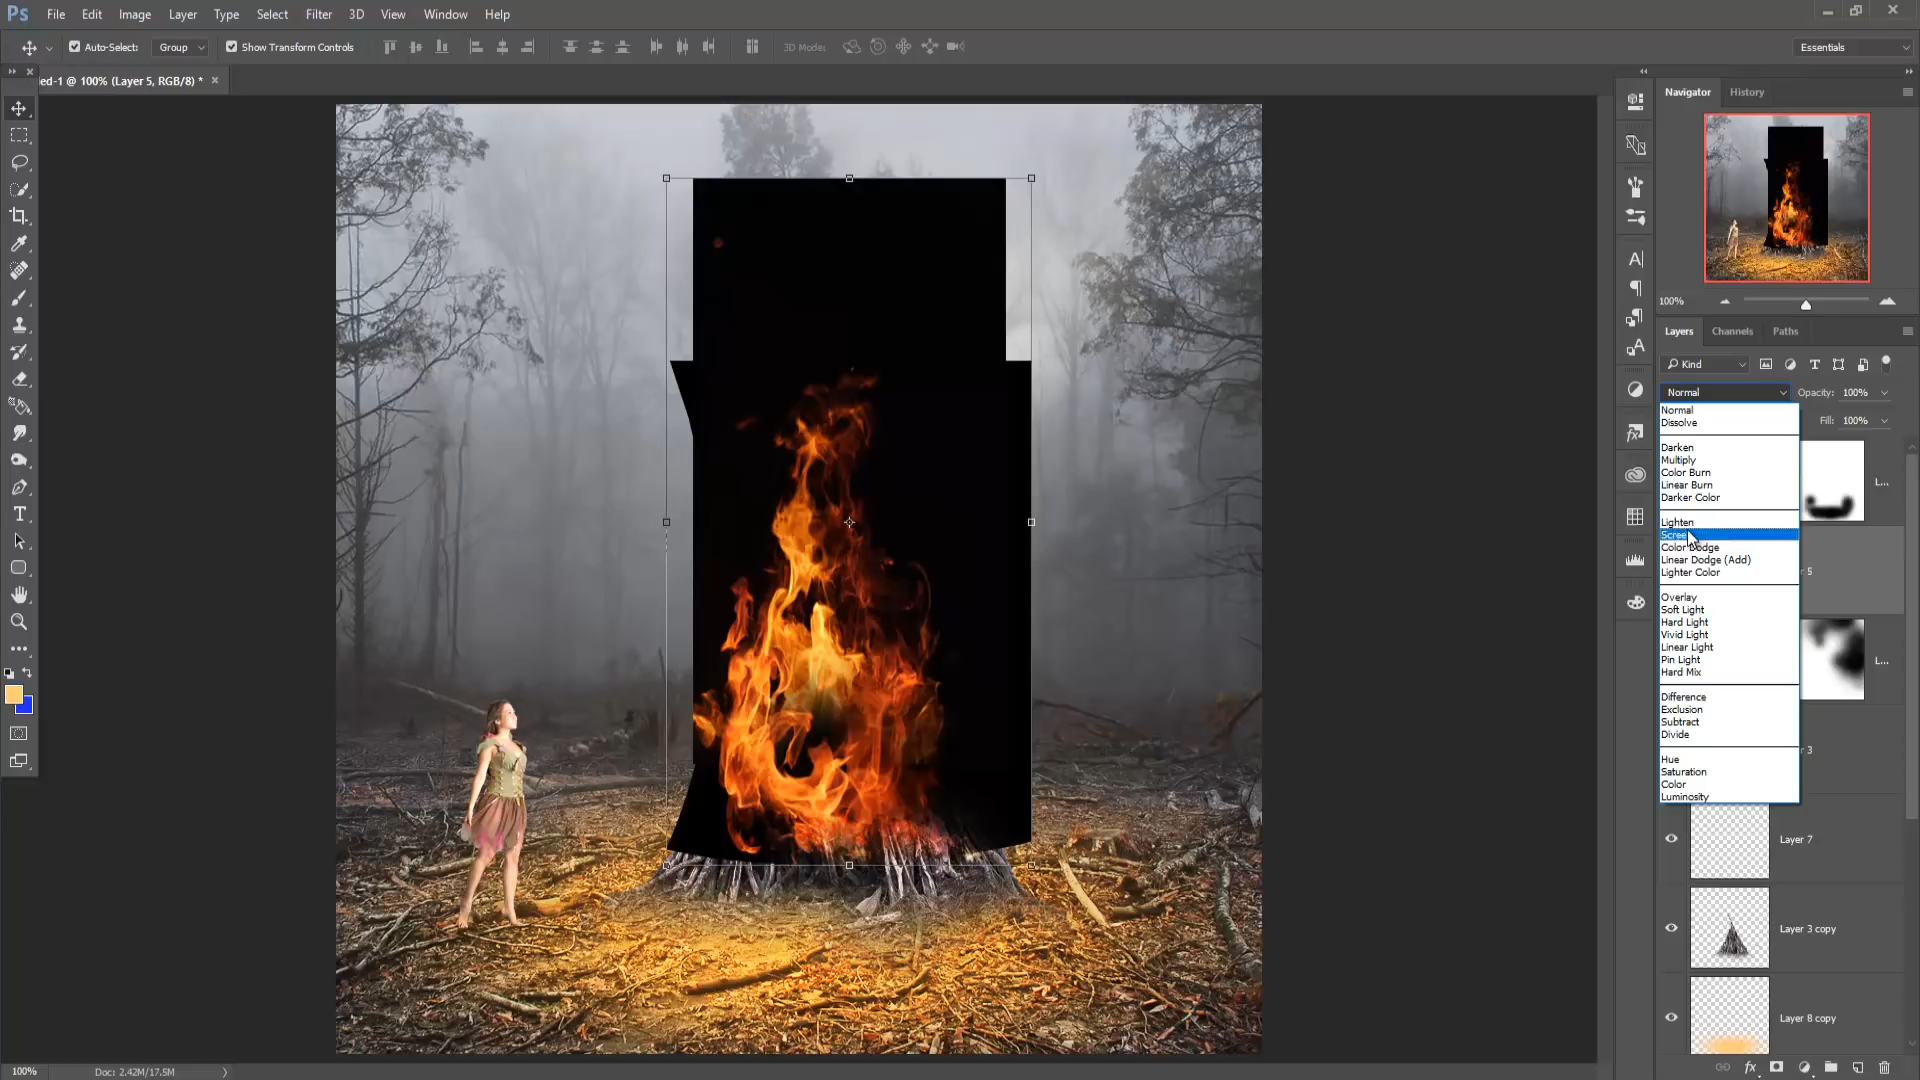 Ps File Edit Image Layer Type Select Filter 3D View Window Help
Auto-Select: Group Show Transform Controls 3D Mode: Essentials
ed-1 @ 100% (Layer 5, RGB/8) *
Navigator History
100%
Layers Channels Paths
Kind
Normal Opacity: 100%
Normal
Fill: 100%
Dissolve
Darken
Multiply
Color Burn
Linear Burn
Darker Color
L...
Lighten
Color Dodge
Linear Dodge (Add)
Lighter Color
5
Overlay
Soft Light
Hard Light
Vivid Light
Linear Light
Pin Light
Hard Mix
L...
Difference
Exclusion
Subtract
Divide
3
Hue
Saturation
Color
Luminosity
Layer 7
Layer 3 copy
Layer 8 copy
100% Doc: 2.42M/17.5M